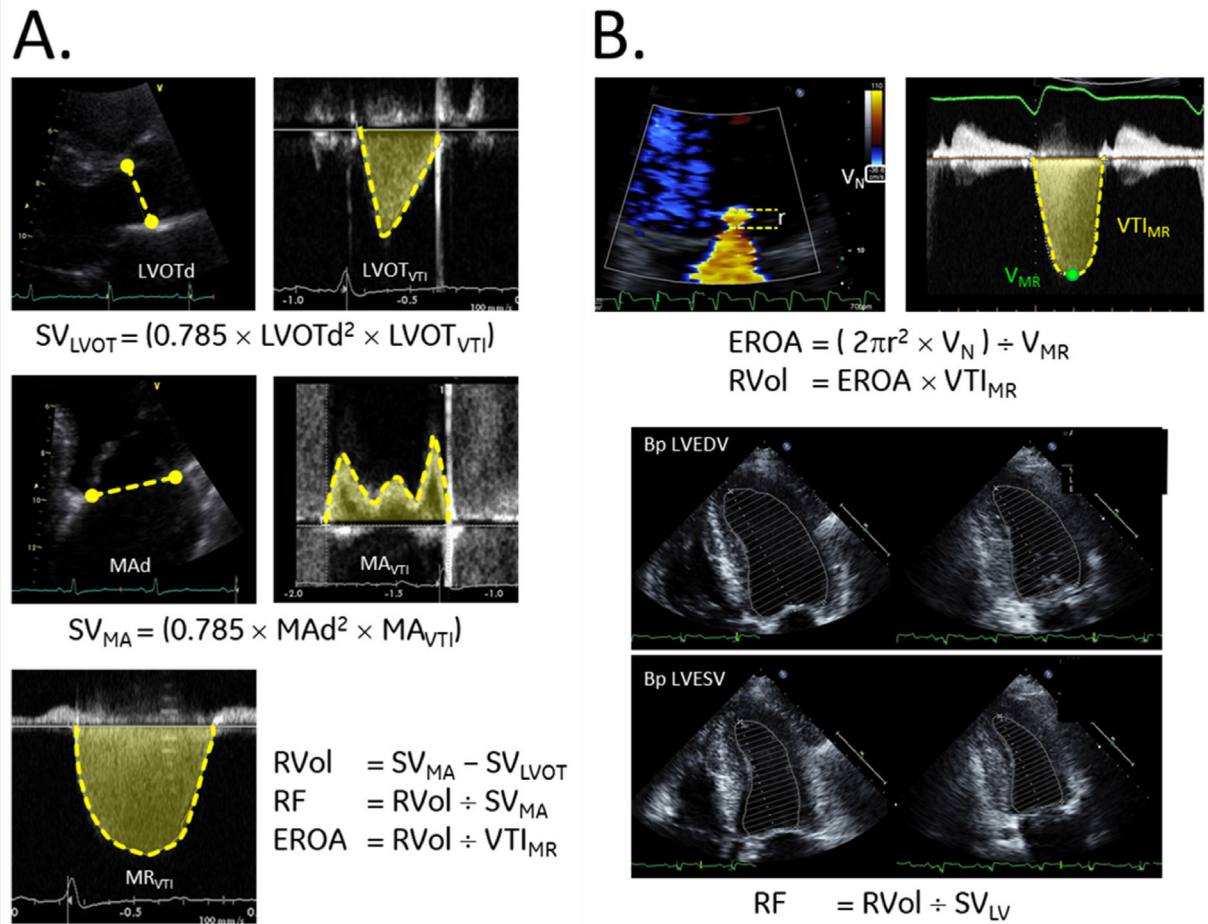 A.
LVOTd
LVOT_VTI
-1.0
-0.5
100 mm/s
SV_LVOT = (0.785 × LVOTd² × LVOT_VTI)
MAd
MA_VTI
-2.0
-1.5
-1.0
SV_MA = (0.785 × MAd² × MA_VTI)
MR_VTI
-0.5
100 mm/s
RVol = SV_MA – SV_LVOT
RF = RVol ÷ SV_MA
EROA = RVol ÷ VTI_MR
B.
110
V_N
cm/s
r
10
VTI_MR
V_MR
EROA = ( 2πr² × V_N ) ÷ V_MR
RVol = EROA × VTI_MR
Bp LVEDV
Bp LVESV
RF = RVol ÷ SV_LV